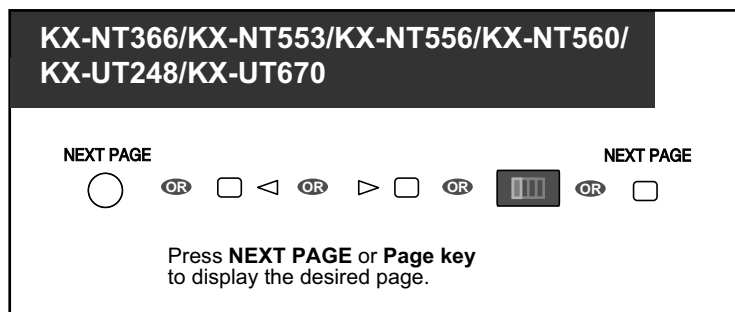 KX-NT366/KX-NT553/KX-NT556/KX-NT560/
KX-UT248/KX-UT670
NEXT PAGE NEXT PAGE
OR OR OR OR
Press NEXT PAGE or Page key
to display the desired page.